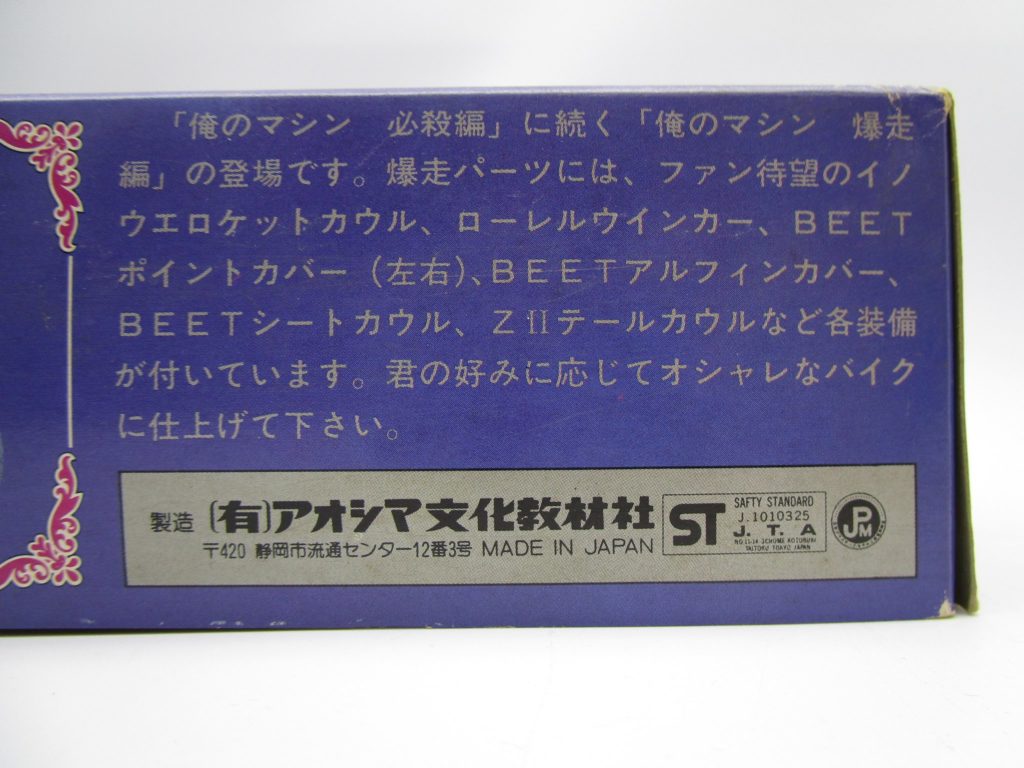 「俺のマシン 必殺編」に続く「俺のマシン 爆走
編」の登場です。爆走パーツには、ファン待望のイノ
ウエロケットカウル、ローレルウインカー、BEET
ポイントカバー(左右)、BEETアルフィンカバー、
BEETシートカウル、ZⅡテールカウルなど各装備
が付いています。君の好みに応じてオシャレなバイク
に仕上げて下さい。
製造 (有)アオシマ文化教材社
〒420 静岡市流通センター12番3号 MADE IN JAPAN
ST
SAFTY STANDARD
J.1010325
J. T. A
TAITOKU TOKYO JAPAN
JPM